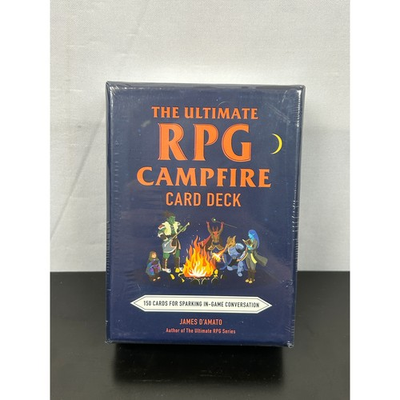 THE ULTIMATE
RPG
CAMPFIRE
CARD DECK
150 CARDS FOR SPARKING IN-GAME CONVERSATION
JAMES D'AMATO
Author of The Ultimate RPG Series